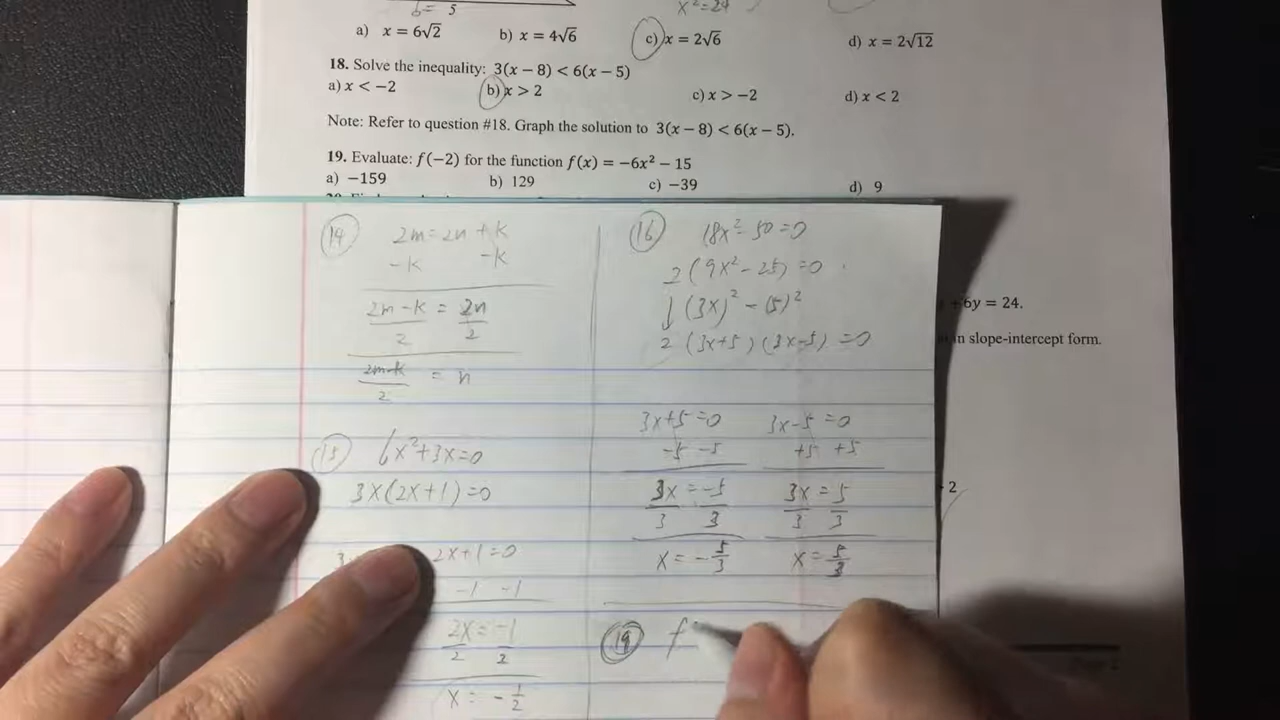 b = 5
x²=24
a) x = 6√2 b) x = 4√6 c) x = 2√6 d) x = 2√12
18. Solve the inequality: 3(x − 8) < 6(x − 5)
a) x < −2 b) x > 2 c) x > −2 d) x < 2
Note: Refer to question #18. Graph the solution to 3(x − 8) < 6(x − 5).
19. Evaluate: f(−2) for the function f(x) = −6x² − 15
a) −159 b) 129 c) −39 d) 9
14 2m = 2n + k
-k -k
2m-k = 2n
2 2
2m-k = n
2
15 6x²+3x=0
3x(2x+1)=0
2x+1=0
-1 -1
2x = -1
2 2
x = -1/2
16 18x²-50=0
2(9x²-25)=0
(3x)² - (5)²
2 (3x+5)(3x-5)=0
3x+5=0 3x-5=0
-5 -5 +5 +5
3x = -5 3x = 5
3 3 3 3
x = -5/3 x = 5/3
19 f
6y = 24.
in slope-intercept form.
2